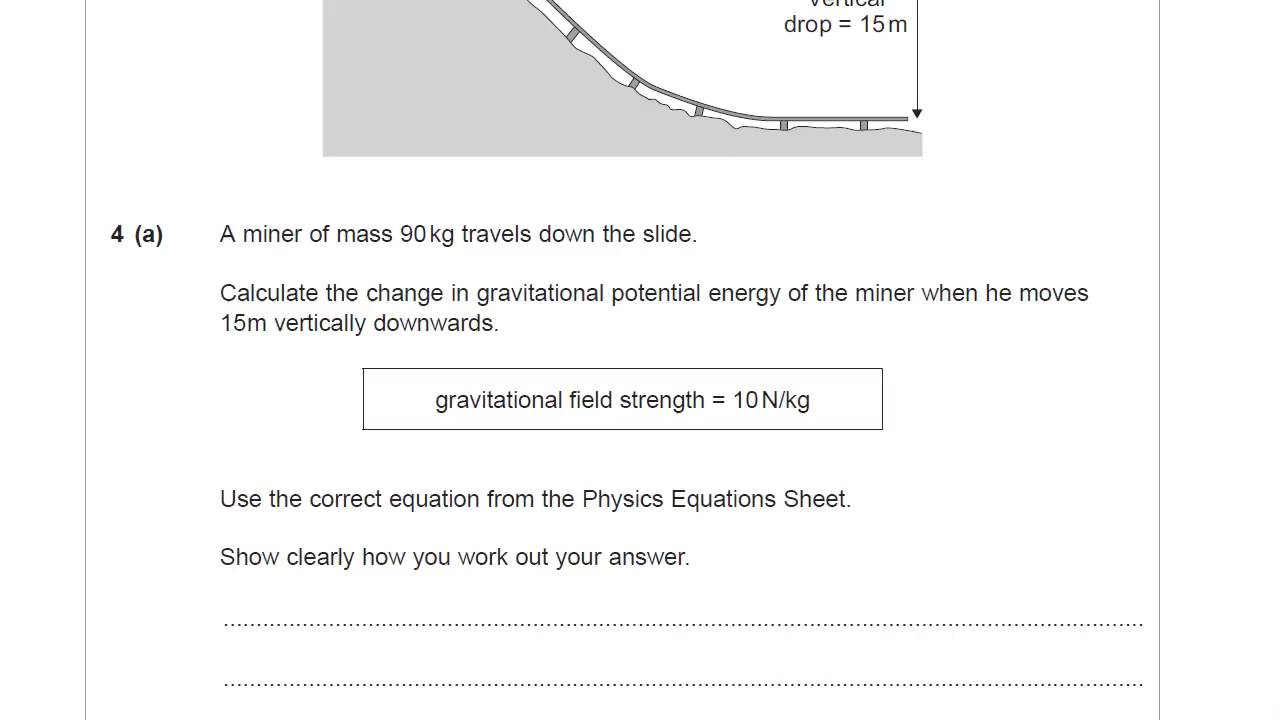 vertical
drop = 15 m
4 (a) A miner of mass 90 kg travels down the slide.
Calculate the change in gravitational potential energy of the miner when he moves
15m vertically downwards.
gravitational field strength = 10 N/kg
Use the correct equation from the Physics Equations Sheet.
Show clearly how you work out your answer.